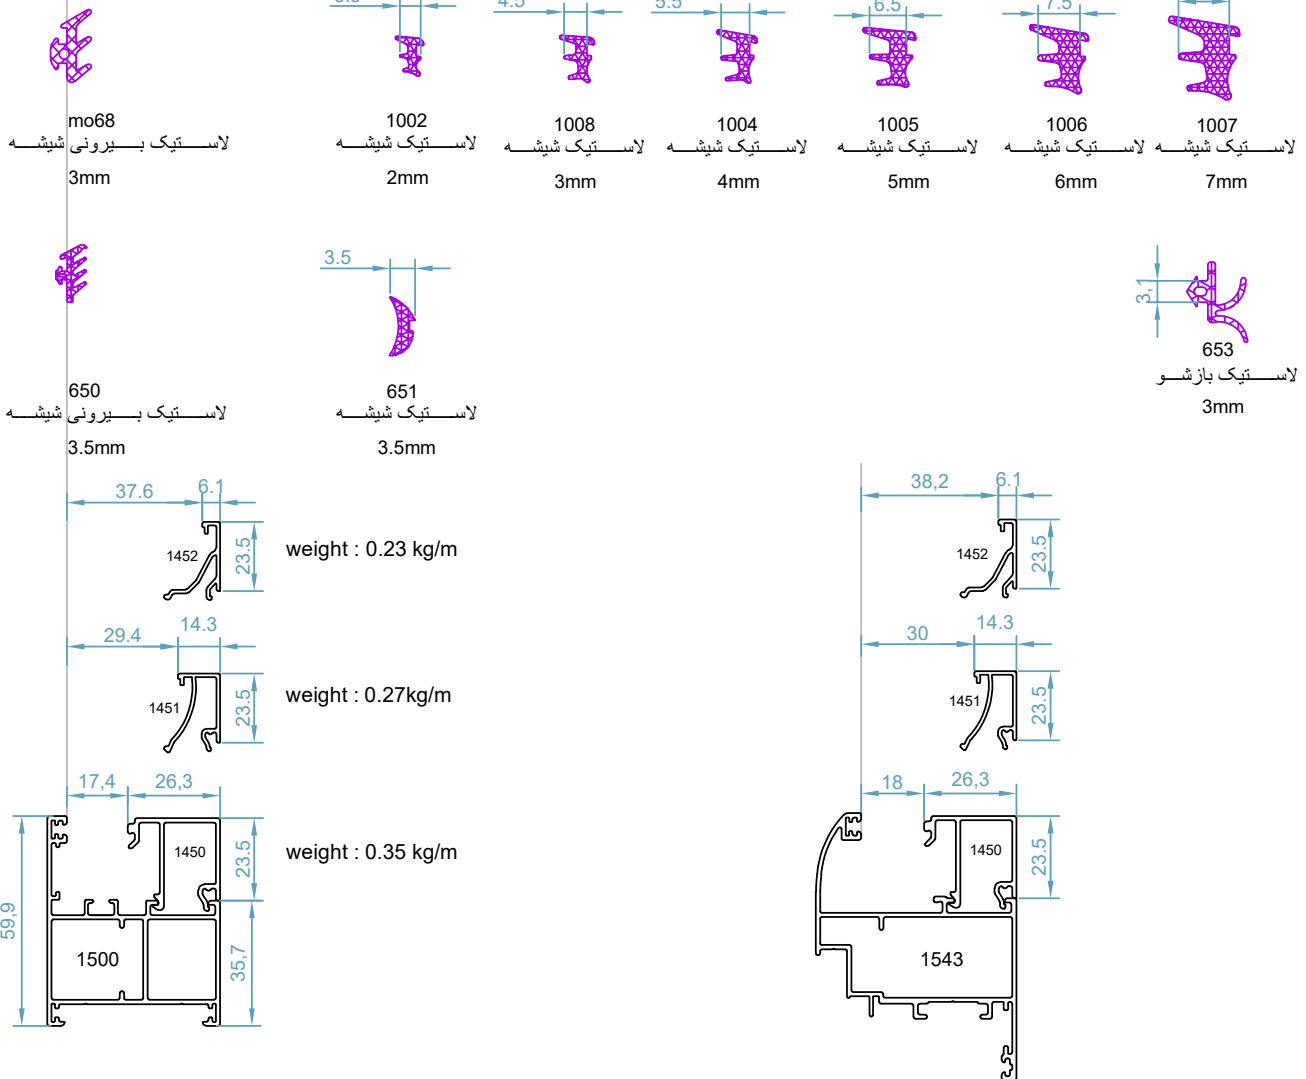 4.5
5.5
6.5
7.5
mo68
لاستیک بیرونی شیشه
3mm
1002
لاستیک شیشه
2mm
1008
لاستیک شیشه
3mm
1004
لاستیک شیشه
4mm
1005
لاستیک شیشه
5mm
1006
لاستیک شیشه
6mm
1007
لاستیک شیشه
7mm
650
لاستیک بیرونی شیشه
3.5mm
3.5
651
لاستیک شیشه
3.5mm
3,1
653
لاستیک بازشو
3mm
37.6
6.1
1452
23.5
weight : 0.23 kg/m
38,2
6.1
1452
23.5
29.4
14.3
1451
23.5
weight : 0.27kg/m
30
14.3
1451
23.5
17,4
26,3
1450
23.5
weight : 0.35 kg/m
59,9
1500
35,7
18
26,3
1450
23.5
1543